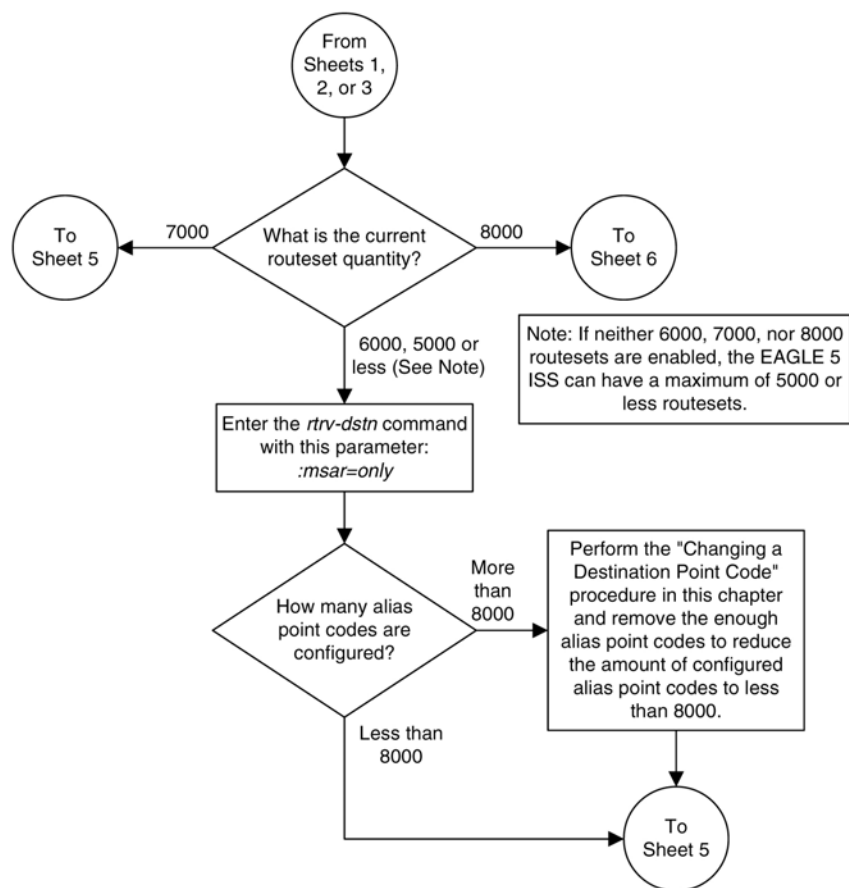 From
Sheets 1,
2, or 3
To
Sheet 5
7000
What is the current
routeset quantity?
8000
To
Sheet 6
6000, 5000 or
less (See Note)
Note: If neither 6000, 7000, nor 8000
routesets are enabled, the EAGLE 5
ISS can have a maximum of 5000 or
less routesets.
Enter the rtrv-dstn command
with this parameter:
:msar=only
How many alias
point codes are
configured?
More
than
8000
Perform the "Changing a
Destination Point Code"
procedure in this chapter
and remove the enough
alias point codes to reduce
the amount of configured
alias point codes to less
than 8000.
Less than
8000
To
Sheet 5